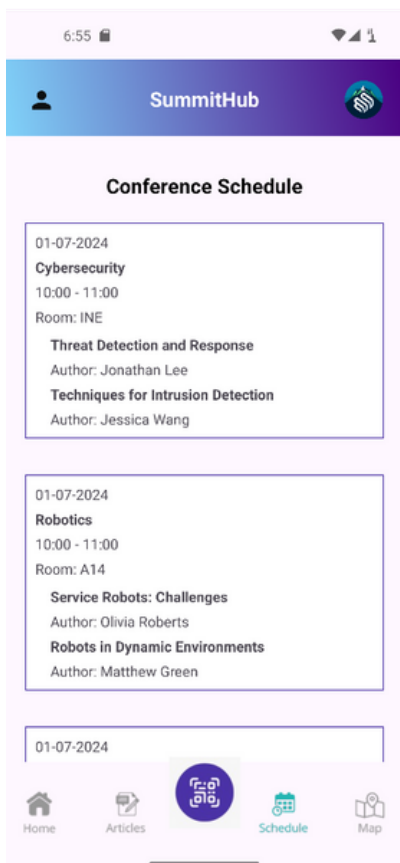 6:55
SummitHub
Conference Schedule
01-07-2024
Cybersecurity
10:00 - 11:00
Room: INE
Threat Detection and Response
Author: Jonathan Lee
Techniques for Intrusion Detection
Author: Jessica Wang
01-07-2024
Robotics
10:00 - 11:00
Room: A14
Service Robots: Challenges
Author: Olivia Roberts
Robots in Dynamic Environments
Author: Matthew Green
01-07-2024
Home
Articles
Schedule
Map